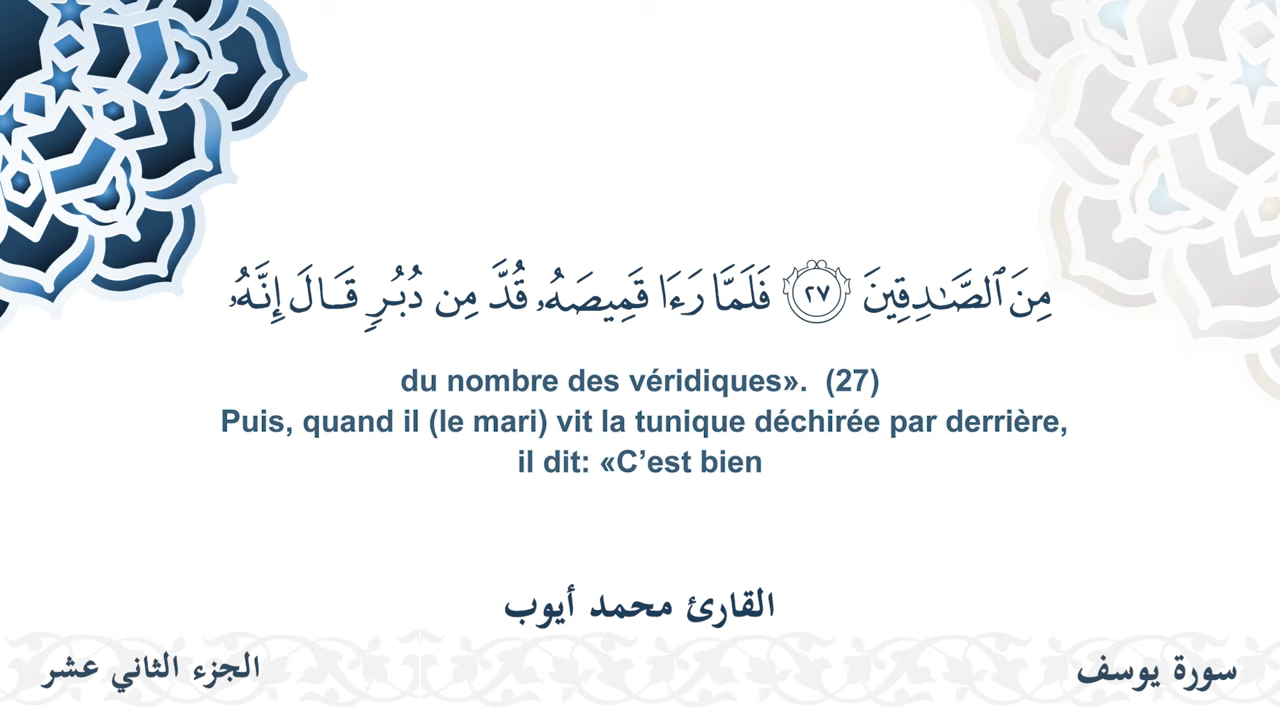 مِنَ ٱلصَّـٰدِقِينَ ۝٢٧ فَلَمَّا رَءَا قَمِيصَهُۥ قُدَّ مِن دُبُرٍ قَالَ إِنَّهُۥ
du nombre des véridiques». (27)
Puis, quand il (le mari) vit la tunique déchirée par derrière,
il dit: «C’est bien
القارئ محمد أيوب
سورة يوسف
الجزء الثاني عشر